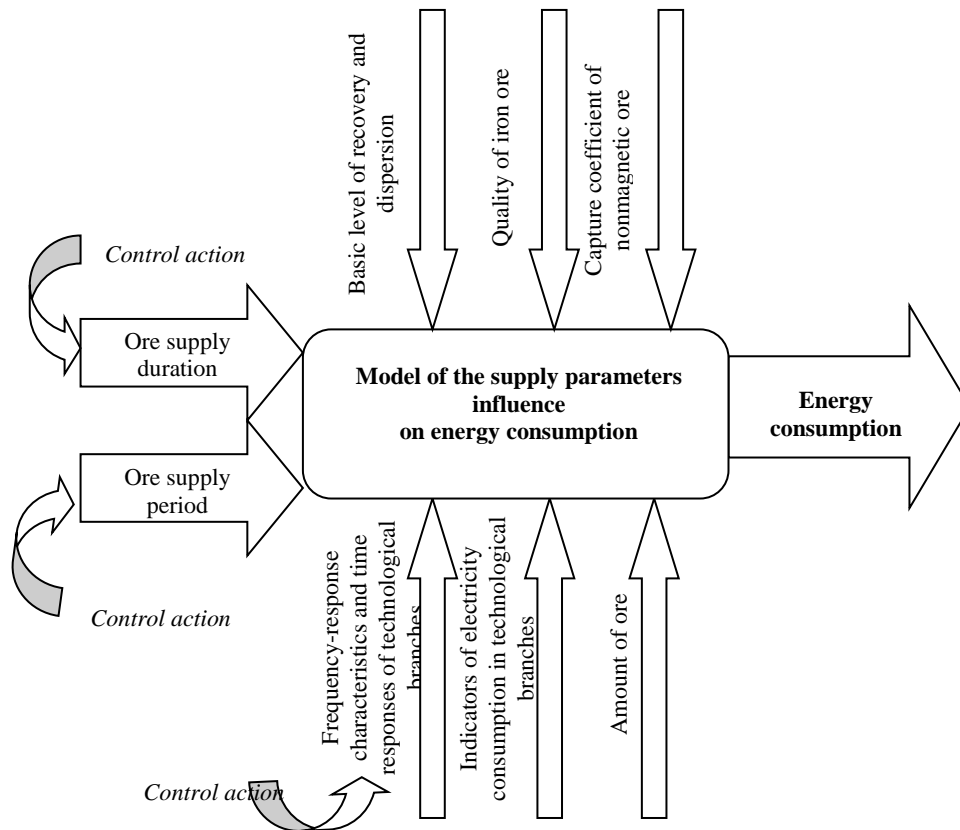 Basic level of recovery and
dispersion
Quality of iron ore
Capture coefficient of
nonmagnetic ore
Control action
Ore supply
duration
Model of the supply parameters
influence
on energy consumption
Energy
consumption
Ore supply
period
Control action
Frequency-response
characteristics and time
responses of technological
branches
Indicators of electricity
consumption in technological
branches
Amount of ore
Control action